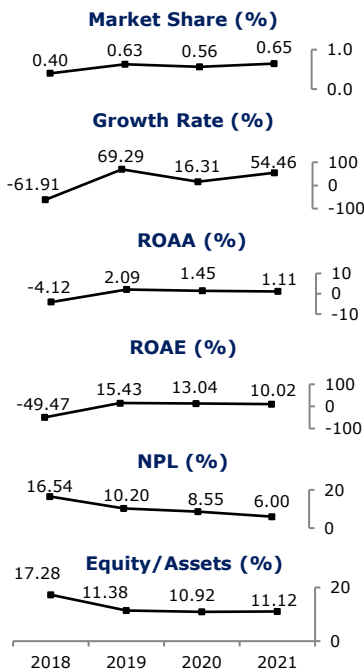 Market Share (%)
0.40 0.63 0.56 0.65 1.0
0.0
Growth Rate (%)
-61.91 69.29 16.31 54.46 100
0
-100
ROAA (%)
-4.12 2.09 1.45 1.11 10
0
-10
ROAE (%)
-49.47 15.43 13.04 10.02 100
0
-100
NPL (%)
16.54 10.20 8.55 6.00 20
0
Equity/Assets (%)
17.28 11.38 10.92 11.12 20
0
2018 2019 2020 2021